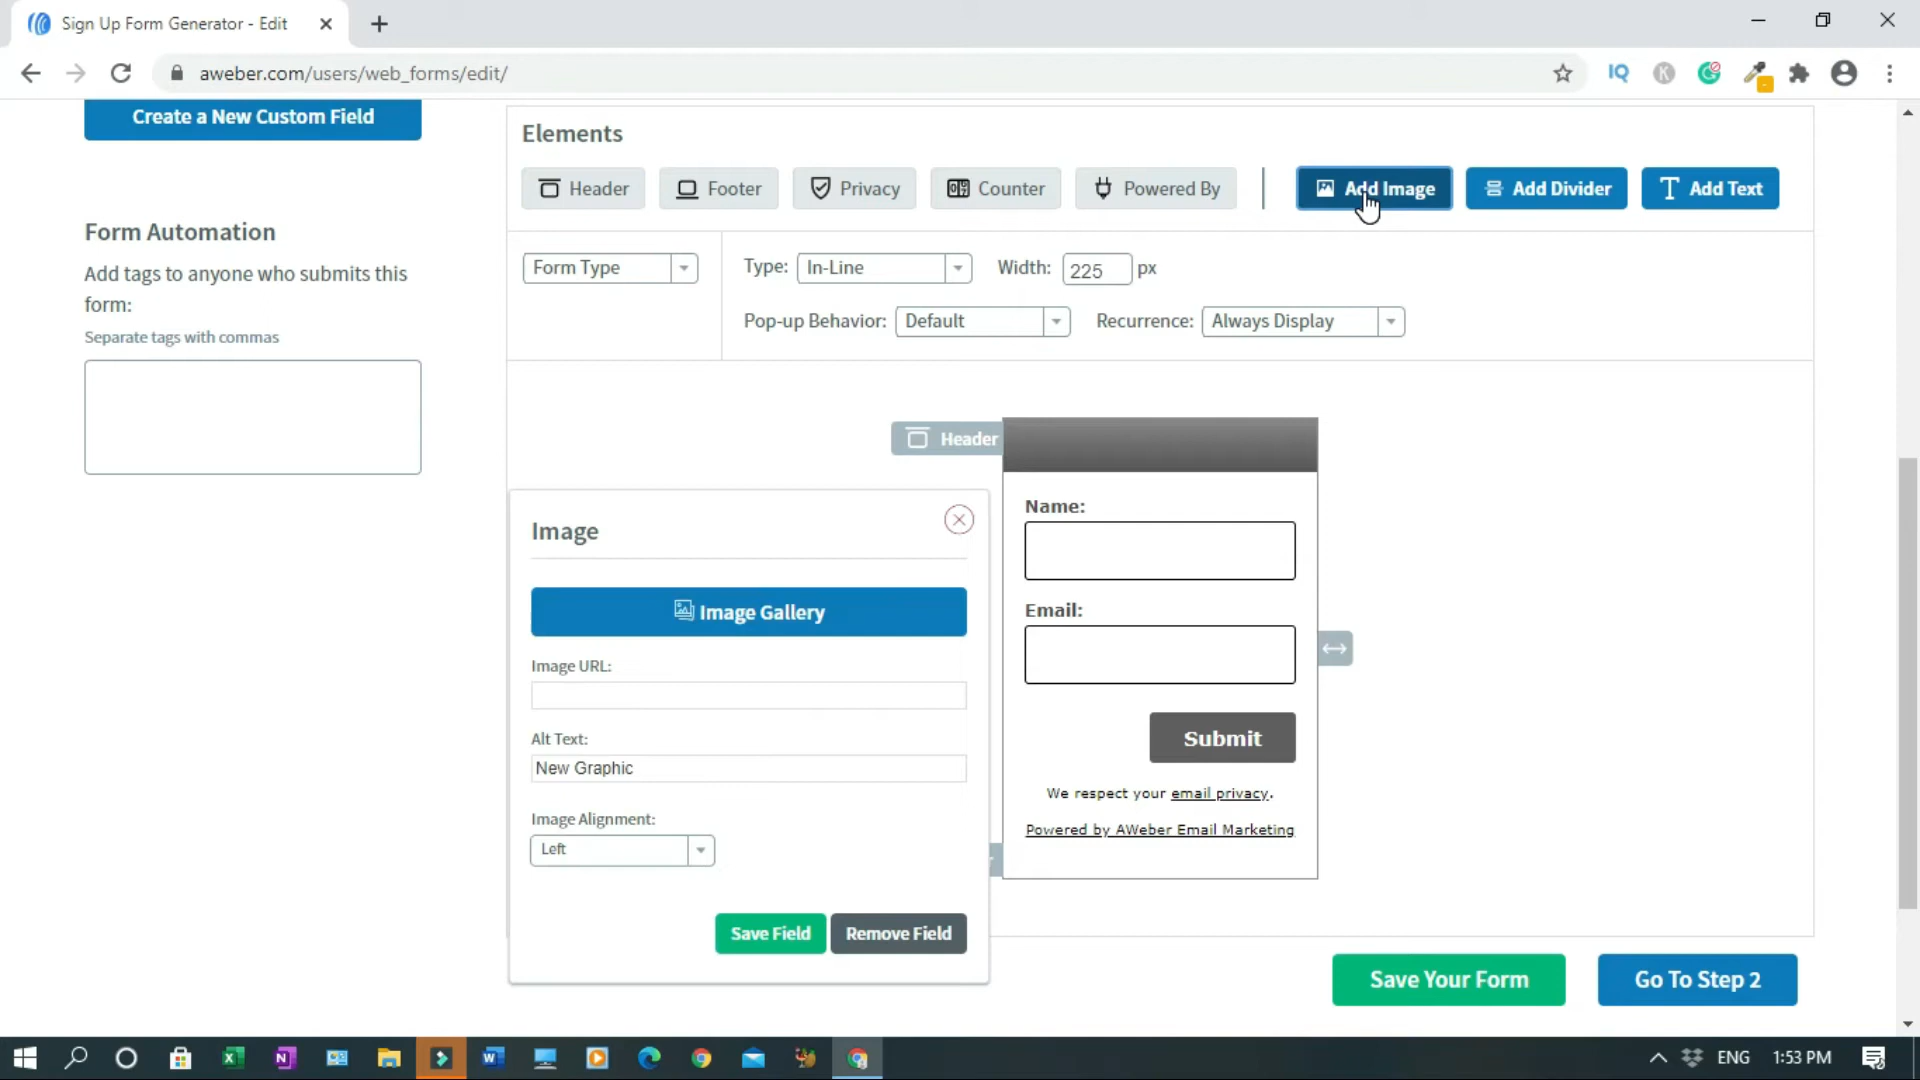 Sign Up Form Generator - Edit
aweber.com/users/web_forms/edit/
IQ
K
Create a New Custom Field
Form Automation
Add tags to anyone who submits this
form:
Separate tags with commas
Elements
Header
Footer
Privacy
Counter
Powered By
Add Image
Add Divider
Add Text
Form Type
Type: In-Line
Width: 225 px
Pop-up Behavior: Default
Recurrence: Always Display
Header
Image
Image Gallery
Image URL:
Alt Text:
New Graphic
Image Alignment:
Left
Save Field
Remove Field
Name:
Email:
Submit
We respect your email privacy.
Powered by AWeber Email Marketing
Save Your Form
Go To Step 2
ENG
1:53 PM